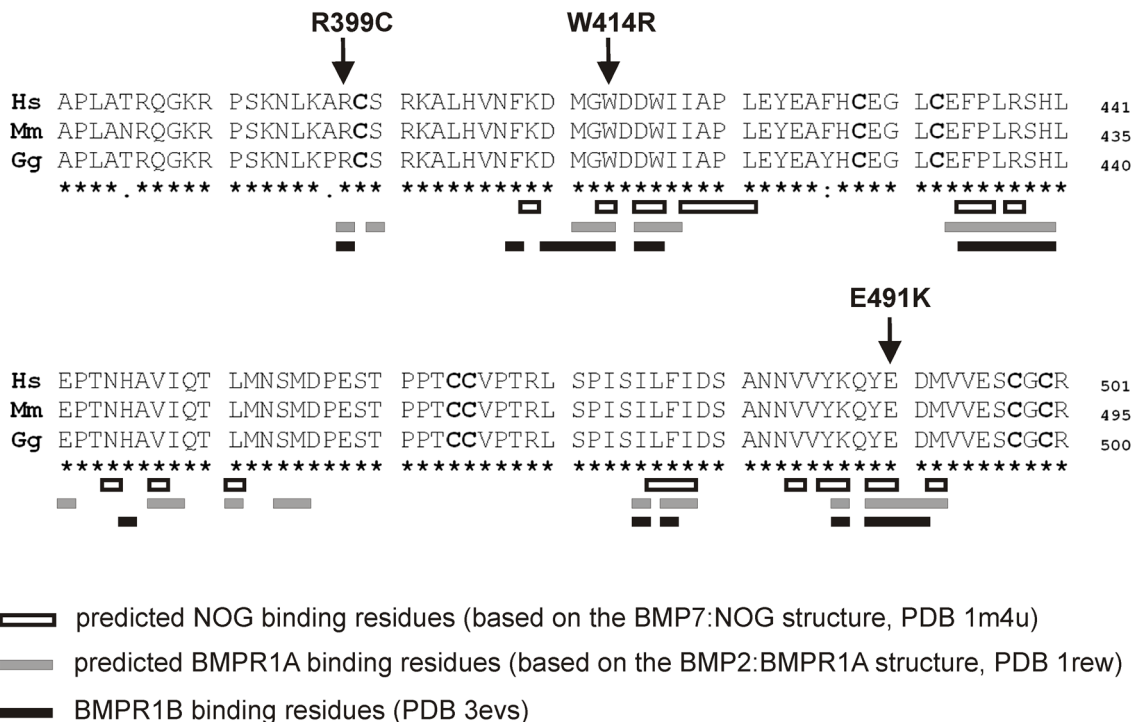 R399C W414R
Hs APLATRQGKR PSKNLKARCS RKALHVNFKD MGWDDWIIAP LEYEAFHCEG LCEFPLRSHL 441
Mm APLANRQGKR PSKNLKARCS RKALHVNFKD MGWDDWIIAP LEYEAFHCEG LCEFPLRSHL 435
Gg APLATRQGKR PSKNLKPRCS RKALHVNFKD MGWDDWIIAP LEYEAYHCEG LCEFPLRSHL 440
****.***** ******.*** ********** ********** *****:**** **********
E491K
Hs EPTNHAVIQT LMNSMDPEST PPTCCVPTRL SPISILFIDS ANNVVYKQYE DMVVESCGCR 501
Mm EPTNHAVIQT LMNSMDPEST PPTCCVPTRL SPISILFIDS ANNVVYKQYE DMVVESCGCR 495
Gg EPTNHAVIQT LMNSMDPEST PPTCCVPTRL SPISILFIDS ANNVVYKQYE DMVVESCGCR 500
********** ********** ********** ********** ********** **********
predicted NOG binding residues (based on the BMP7:NOG structure, PDB 1m4u)
predicted BMPR1A binding residues (based on the BMP2:BMPR1A structure, PDB 1rew)
BMPR1B binding residues (PDB 3evs)